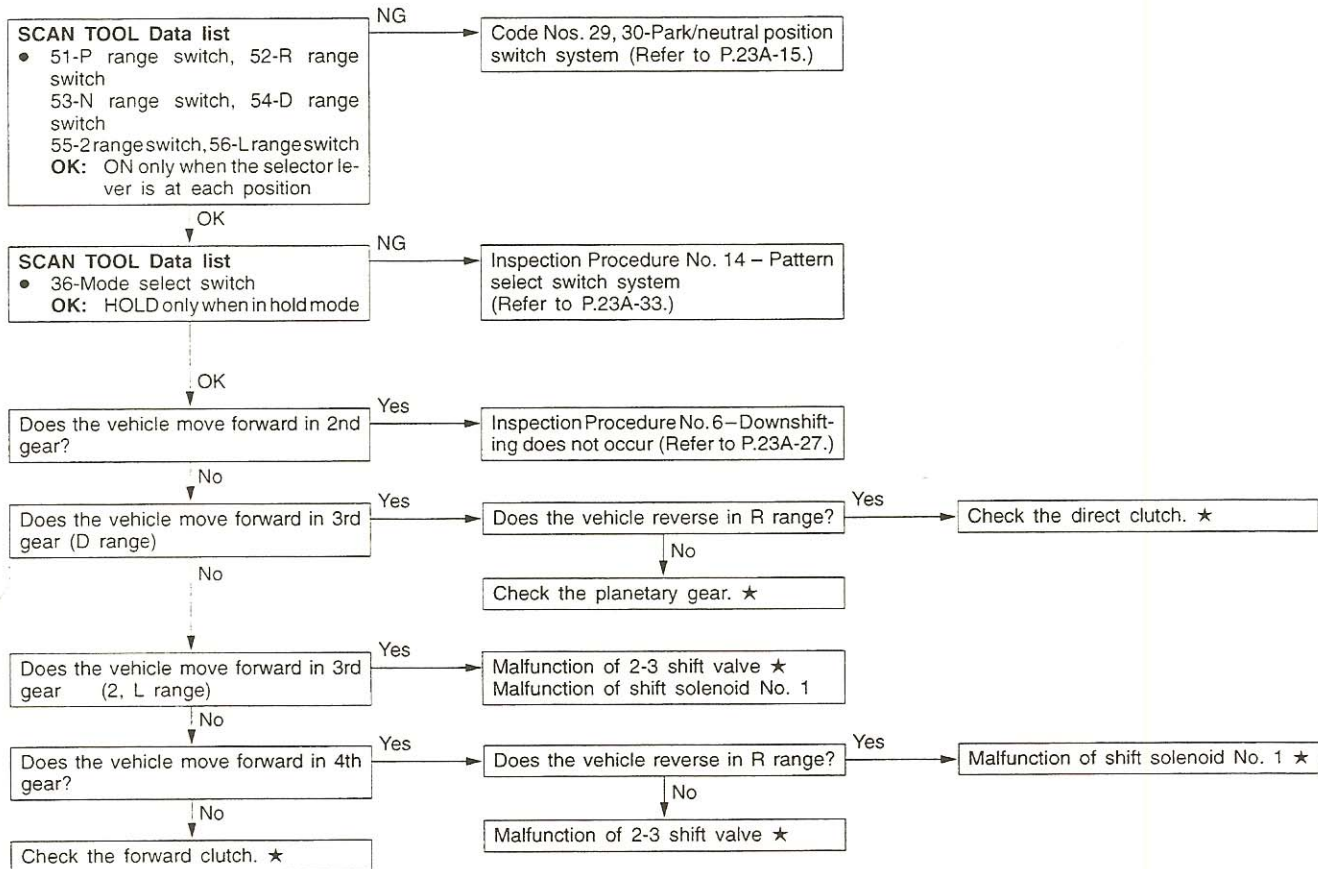 SCAN TOOL Data list
● 51-P range switch, 52-R range
switch
53-N range switch, 54-D range
switch
55-2 range switch, 56-L range switch
OK: ON only when the selector le-
ver is at each position
NG
Code Nos. 29, 30-Park/neutral position
switch system (Refer to P.23A-15.)
OK
SCAN TOOL Data list
● 36-Mode select switch
OK: HOLD only when in hold mode
NG
Inspection Procedure No. 14 – Pattern
select switch system
(Refer to P.23A-33.)
OK
Does the vehicle move forward in 2nd
gear?
Yes
Inspection Procedure No. 6 – Downshift-
ing does not occur (Refer to P.23A-27.)
No
Does the vehicle move forward in 3rd
gear (D range)
Yes
Does the vehicle reverse in R range?
Yes
Check the direct clutch. ★
No
Check the planetary gear. ★
No
Does the vehicle move forward in 3rd
gear (2, L range)
Yes
Malfunction of 2-3 shift valve ★
Malfunction of shift solenoid No. 1
No
Does the vehicle move forward in 4th
gear?
Yes
Does the vehicle reverse in R range?
Yes
Malfunction of shift solenoid No. 1 ★
No
Malfunction of 2-3 shift valve ★
No
Check the forward clutch. ★